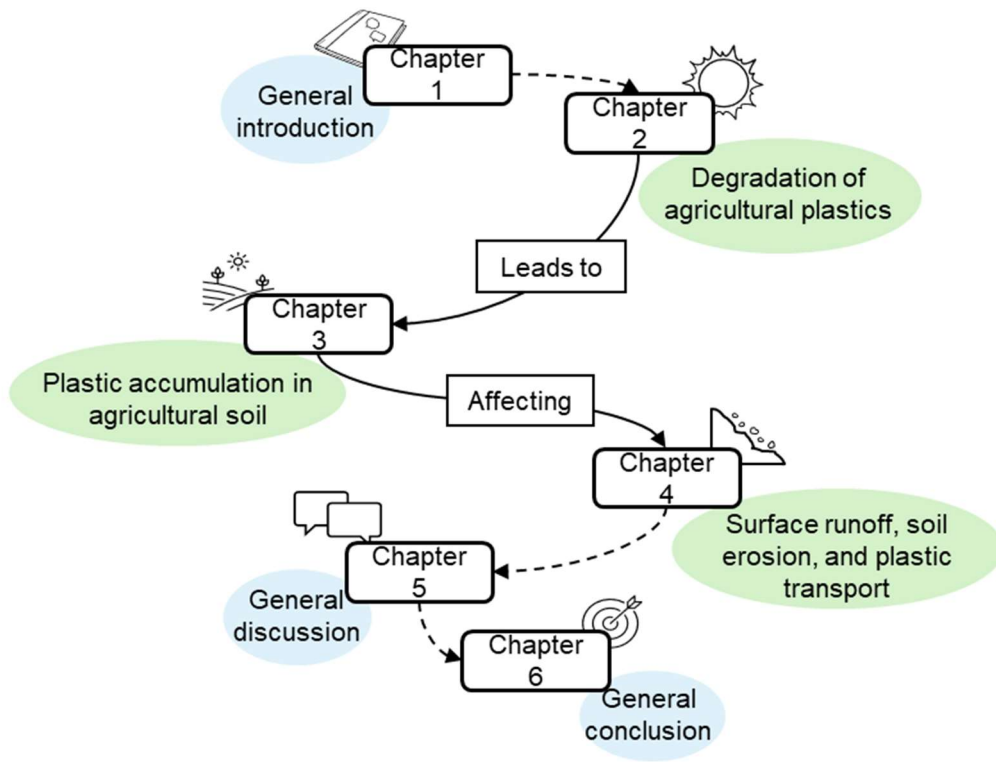 Chapter
1
General
introduction
Chapter
2
Degradation of
agricultural plastics
Leads to
Chapter
3
Plastic accumulation in
agricultural soil
Affecting
Chapter
4
Surface runoff, soil
erosion, and plastic
transport
Chapter
5
General
discussion
Chapter
6
General
conclusion